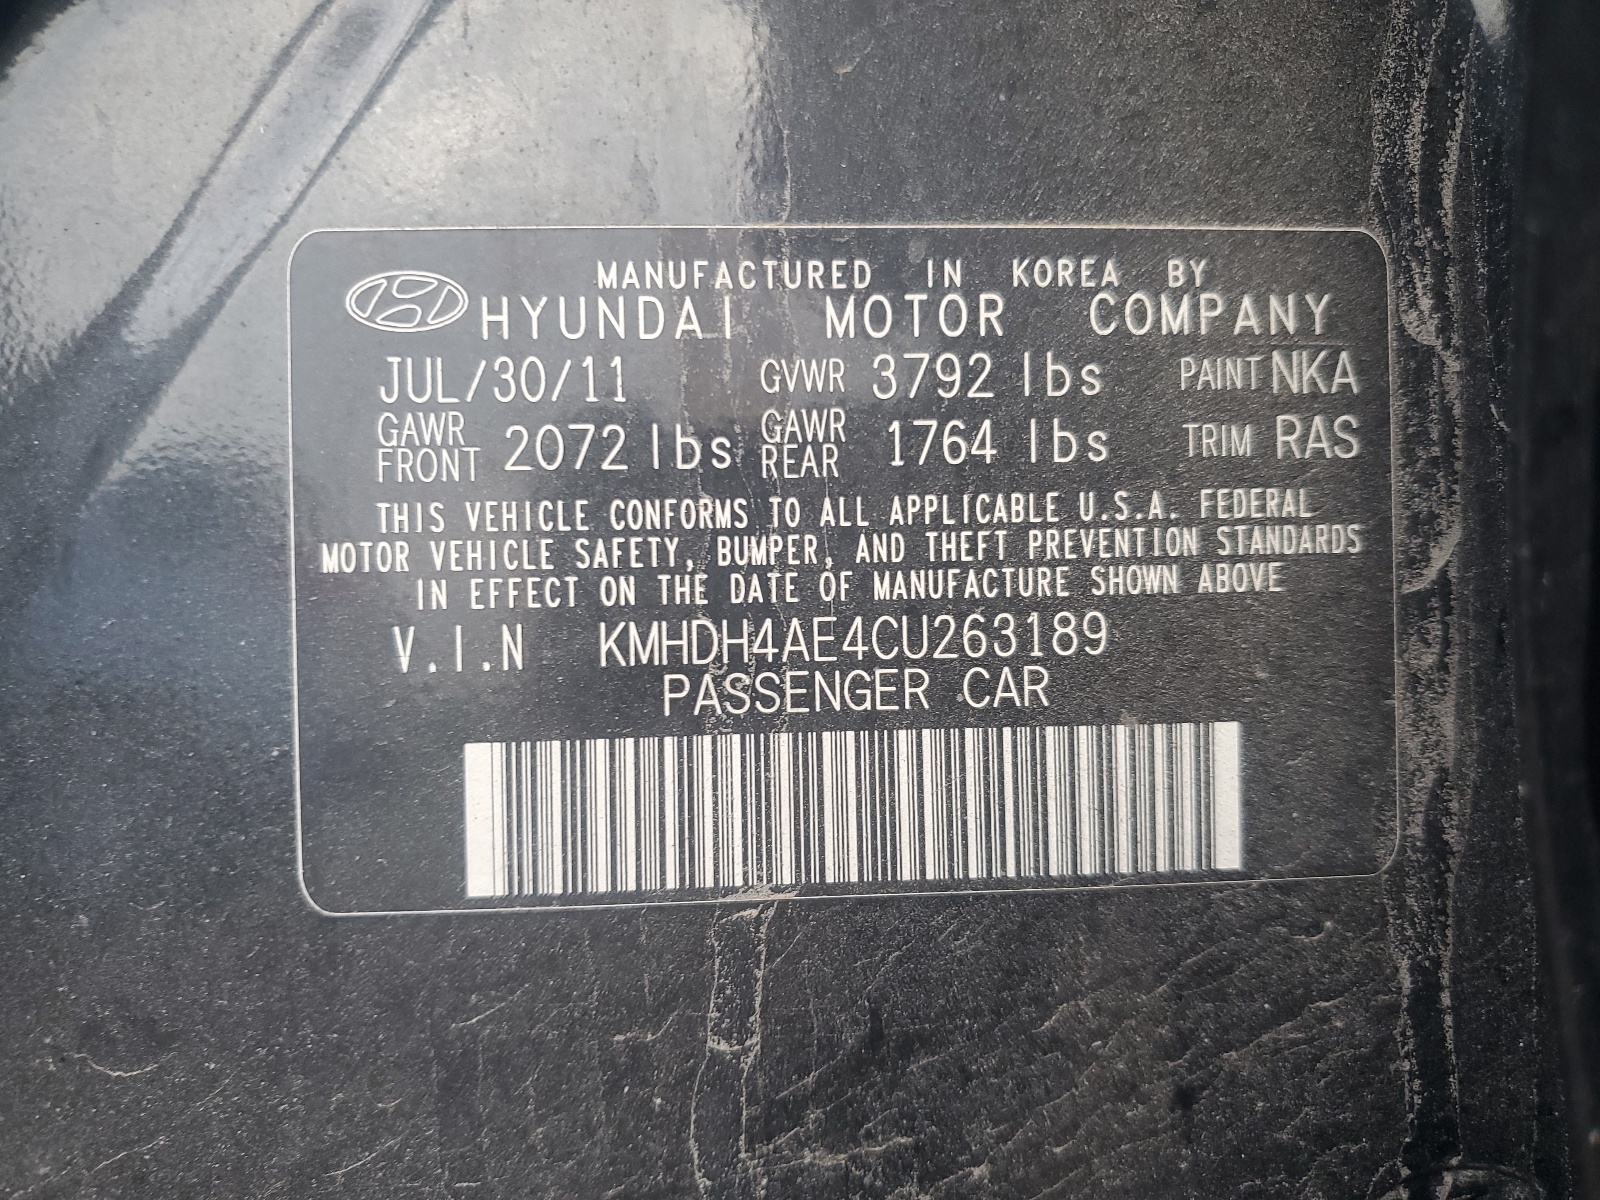 MANUFACTURED IN KOREA BY
HYUNDAI MOTOR COMPANY
JUL/30/11 GVWR 3792 lbs PAINT NKA
GAWR FRONT 2072 lbs GAWR REAR 1764 lbs TRIM RAS
THIS VEHICLE CONFORMS TO ALL APPLICABLE U.S.A. FEDERAL
MOTOR VEHICLE SAFETY, BUMPER, AND THEFT PREVENTION STANDARDS
IN EFFECT ON THE DATE OF MANUFACTURE SHOWN ABOVE
V.I.N KMHDH4AE4CU263189
PASSENGER CAR